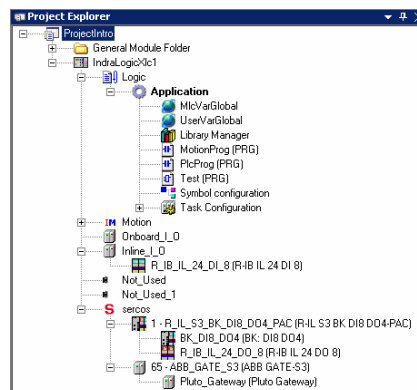 Project Explorer
ProjectIntro
General Module Folder
IndraLogicXlc1
Logic
Application
MlcVarGlobal
UserVarGlobal
Library Manager
MotionProg (PRG)
PlcProg (PRG)
Test (PRG)
Symbol configuration
Task Configuration
Motion
Onboard_I_O
Inline_I_O
R_IB_IL_24_DI_8 (R-IB IL 24 DI 8)
Not_Used
Not_Used_1
sercos
1 - R_IL_S3_BK_DI8_DO4_PAC (R-IL S3 BK DI8 DO4-PAC)
BK_DI8_DO4 (BK: DI8 DO4)
R_IB_IL_24_DO_8 (R-IB IL 24 DO 8)
65 - ABB_GATE_S3 (ABB GATE-S3)
Pluto_Gateway (Pluto Gateway)